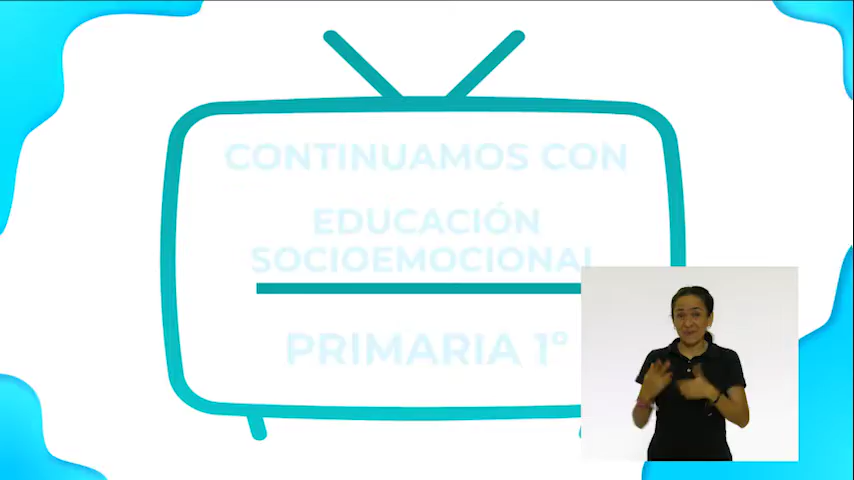 CONTINUAMOS CON
EDUCACIÓN
SOCIOEMOCIONAL
PRIMARIA 1°